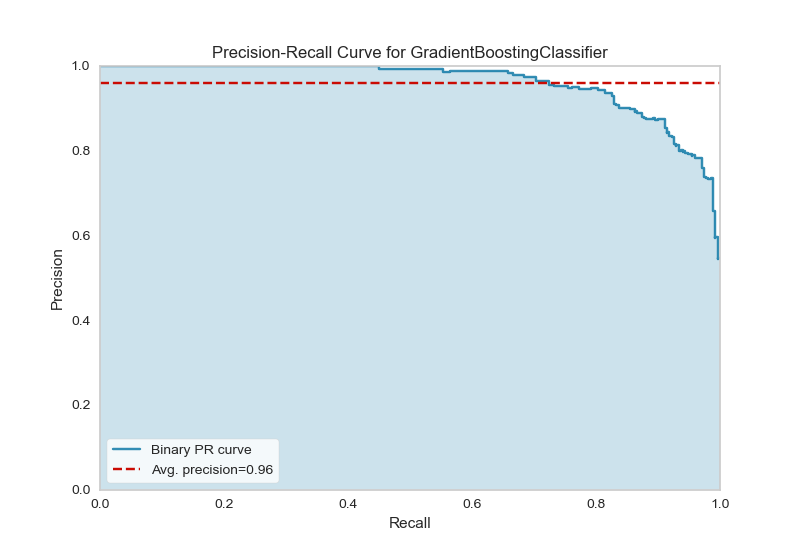 Precision-Recall Curve for GradientBoostingClassifier
1.0
0.8
0.6
0.4
0.2
0.0
Precision
Binary PR curve
Avg. precision=0.96
0.0 0.2 0.4 0.6 0.8 1.0
Recall